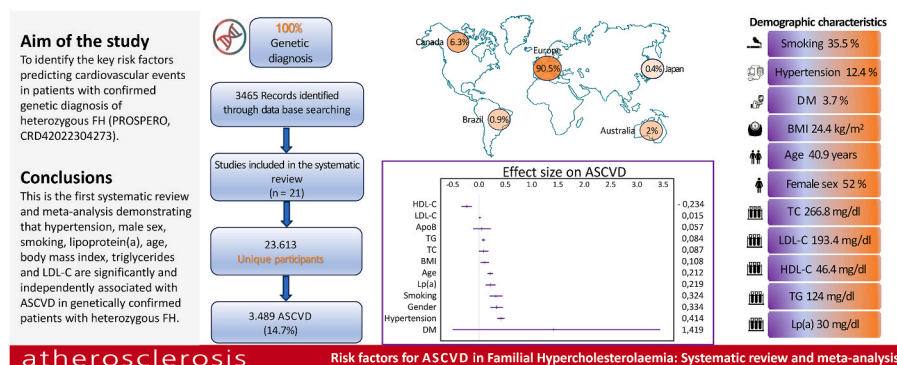 Aim of the study
To identify the key risk factors
predicting cardiovascular events
in patients with confirmed
genetic diagnosis of
heterozygous FH (PROSPERO,
CRD42022304273).
Conclusions
This is the first systematic review
and meta-analysis demonstrating
that hypertension, male sex,
smoking, lipoprotein(a), age,
body mass index, triglycerides
and LDL-C are significantly and
independently associated with
ASCVD in genetically confirmed
patients with heterozygous FH.
100%
Genetic
diagnosis
3465 Records identified
through data base searching
Studies included in the systematic
review
(n = 21)
23.613
Unique participants
3.489 ASCVD
(14.7%)
Canada 6.3%
Europe
90.5%
0.4% Japan
Brazil 0.9%
Australia 2%
Effect size on ASCVD
-0.5 0.0 0.5 1.5 2.5 3.5
HDL-C - 0,234
LDL-C 0,015
ApoB 0,057
TG 0,084
TC 0,087
BMI 0,108
Age 0,212
Lp(a) 0,219
Smoking 0,324
Gender 0,334
Hypertension 0,414
DM 1,419
Demographic characteristics
Smoking 35.5 %
Hypertension 12.4 %
DM 3.7 %
BMI 24.4 kg/m²
Age 40.9 years
Female sex 52 %
TC 266.8 mg/dl
LDL-C 193.4 mg/dl
HDL-C 46.4 mg/dl
TG 124 mg/dl
Lp(a) 30 mg/dl
atherosclerosis
Risk factors for ASCVD in Familial Hypercholesterolaemia: Systematic review and meta-analysis